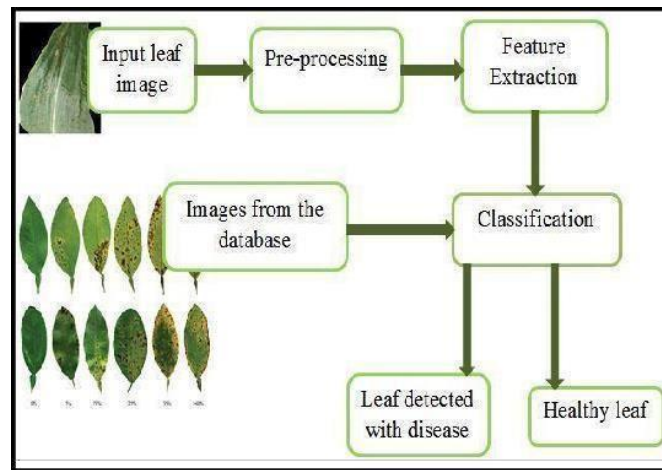 Input leaf
image
Pre-processing
Feature
Extraction
Images from the
database
Classification
Leaf detected
with disease
Healthy leaf